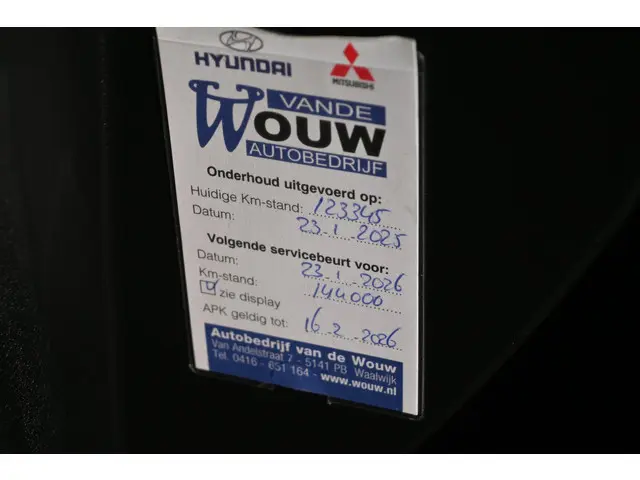 HYUNDAI
MITSUBISHI
VANDE
WOUW
AUTOBEDRIJF
Onderhoud uitgevoerd op:
Huidige Km-stand: 123345
Datum: 23-1-2025
Volgende servicebeurt voor:
Datum: 23-1-2026
Km-stand: 144000
zie display
APK geldig tot: 16-2-2026
Autobedrijf van de Wouw
Van Andelstraat 7 - 5141 PB Waalwijk
Tel. 0416 - 651 164 - www.wouw.nl